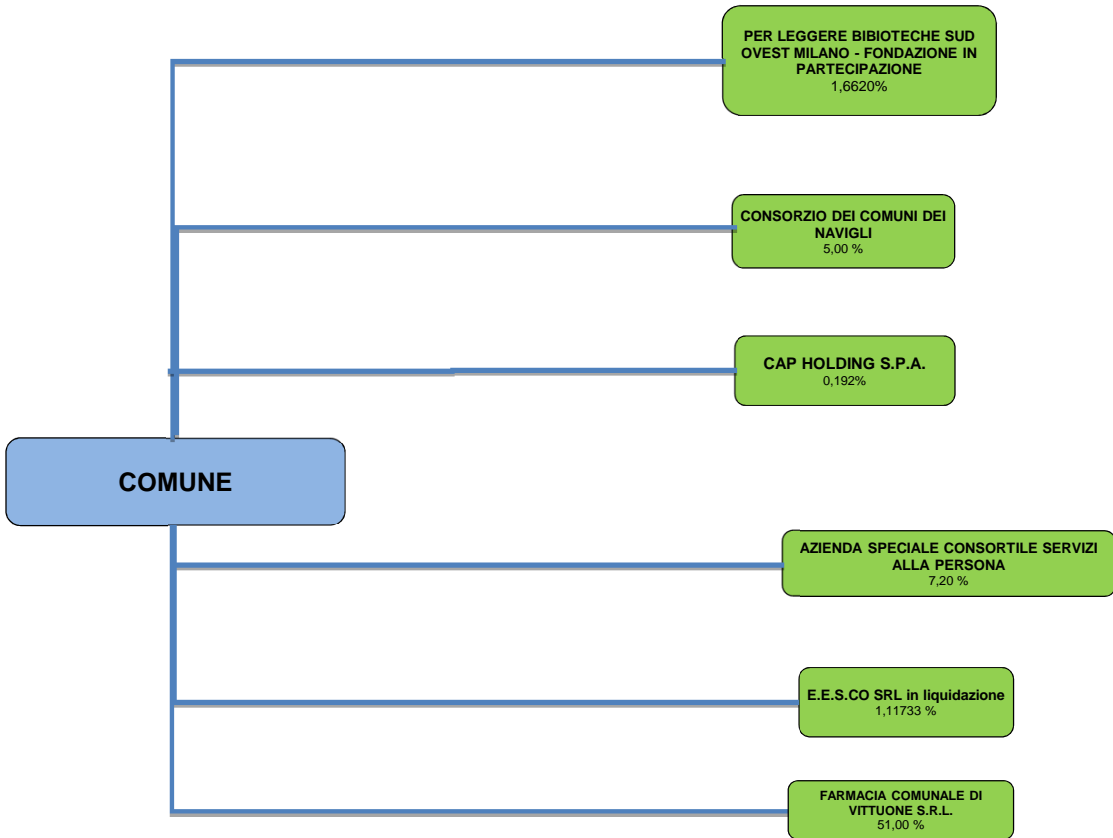 PER LEGGERE BIBIOTECHE SUD
OVEST MILANO - FONDAZIONE IN
PARTECIPAZIONE
1,6620%
CONSORZIO DEI COMUNI DEI
NAVIGLI
5,00 %
CAP HOLDING S.P.A.
0,192%
COMUNE
AZIENDA SPECIALE CONSORTILE SERVIZI
ALLA PERSONA
7,20 %
E.E.S.CO SRL in liquidazione
1,11733 %
FARMACIA COMUNALE DI
VITTUONE S.R.L.
51,00 %